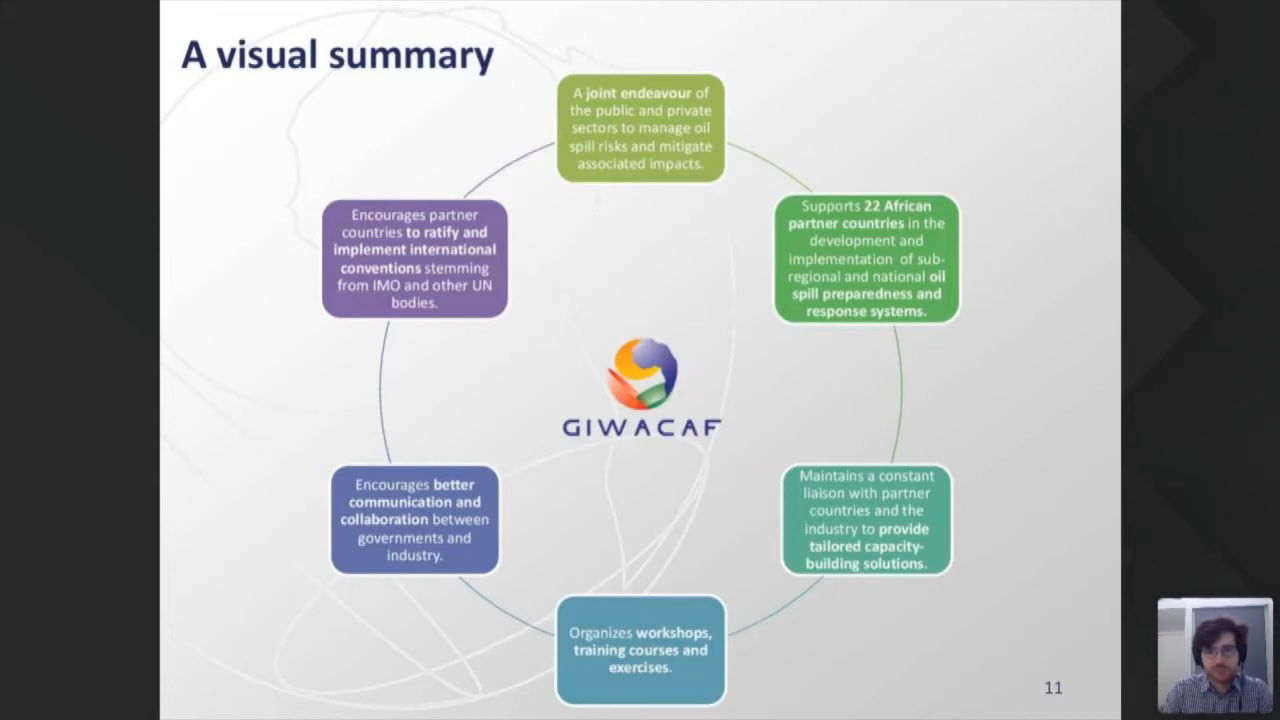 A visual summary
A joint endeavour of
the public and private
sectors to manage oil
spill risks and mitigate
associated impacts.
Supports 22 African
partner countries in the
development and
implementation of sub-
regional and national oil
spill preparedness and
response systems.
Maintains a constant
liaison with partner
countries and the
industry to provide
tailored capacity-
building solutions.
Organizes workshops,
training courses and
exercises.
Encourages better
communication and
collaboration between
governments and
industry.
Encourages partner
countries to ratify and
implement international
conventions stemming
from IMO and other UN
bodies.
GIWACAF
11